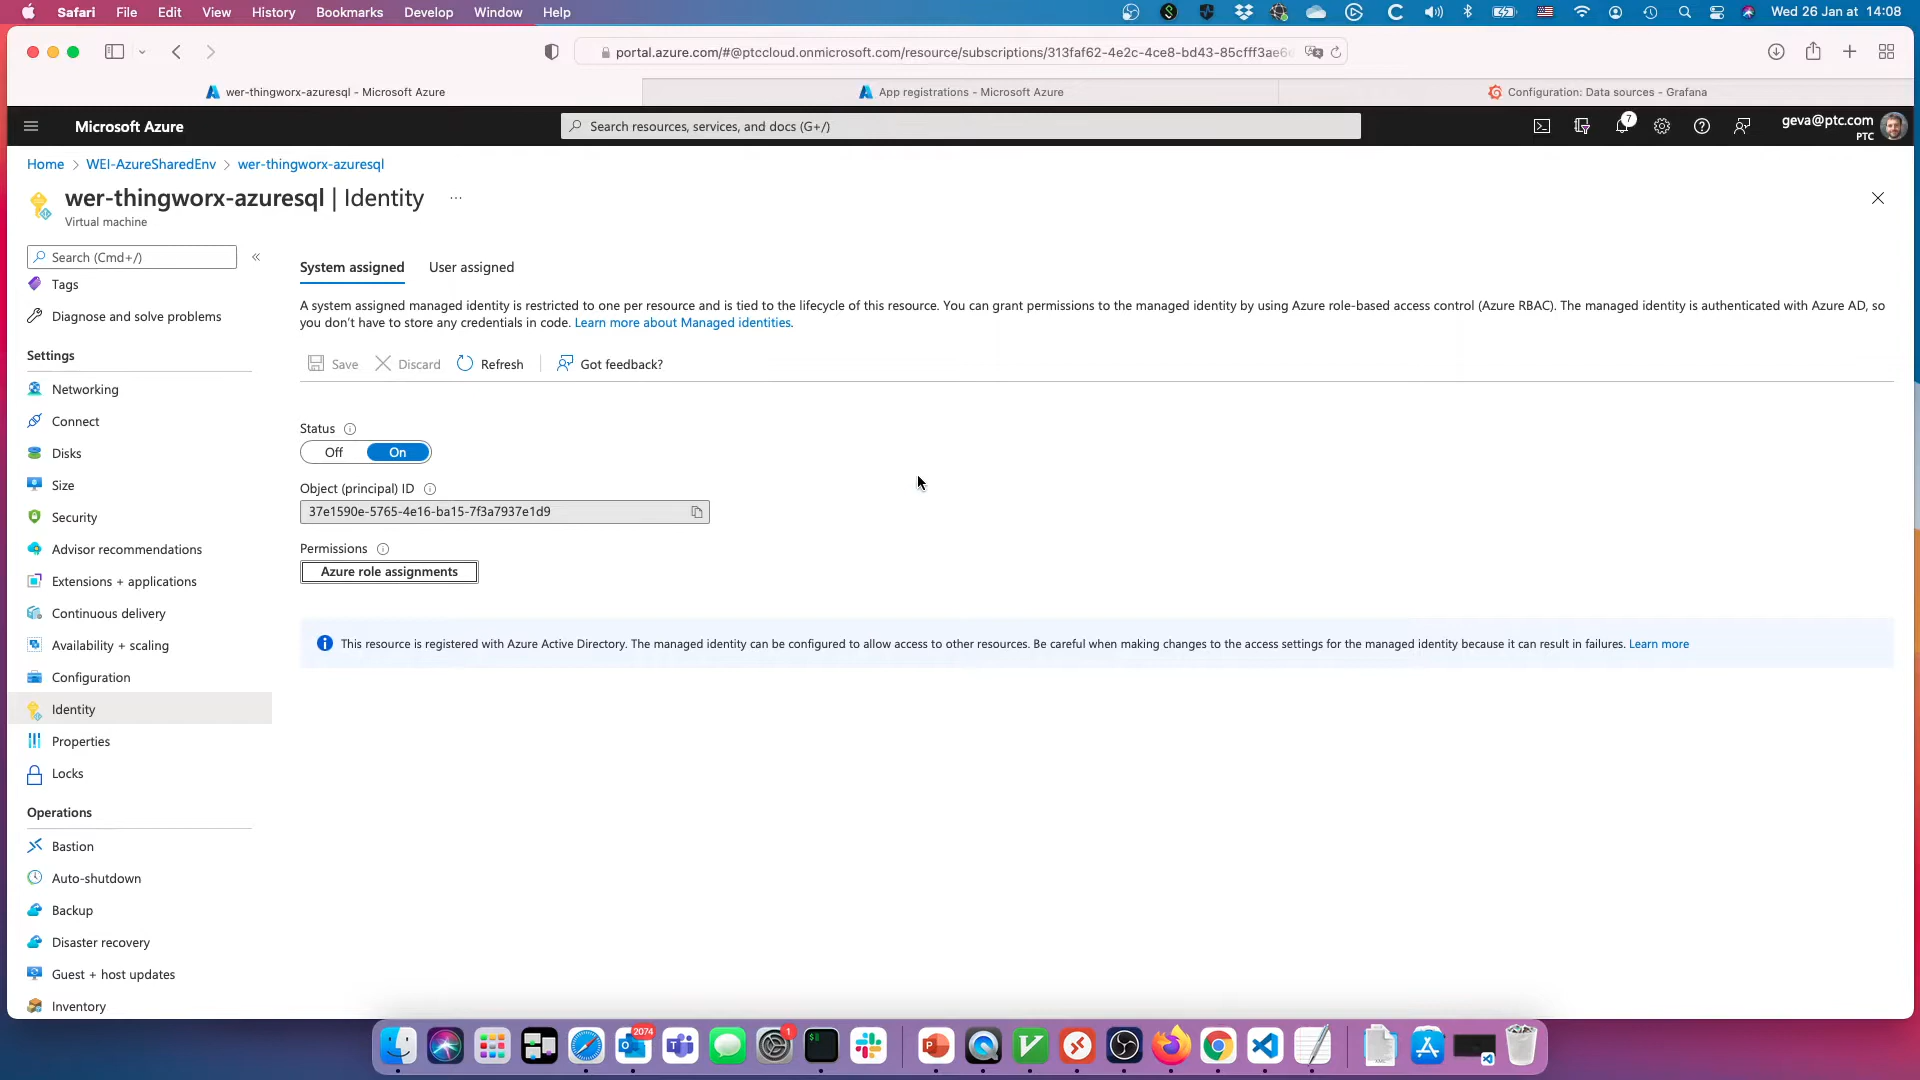 Safari File Edit View History Bookmarks Develop Window Help Wed 26 Jan at 14:08
portal.azure.com/#@ptccloud.onmicrosoft.com/resource/subscriptions/313faf62-4e2c-4ce8-bd43-85cfff3ae6
wer-thingworx-azuresql - Microsoft Azure App registrations - Microsoft Azure Configuration: Data sources - Grafana
Microsoft Azure Search resources, services, and docs (G+/) 7 geva@ptc.com
PTC
Home > WEI-AzureSharedEnv > wer-thingworx-azuresql
wer-thingworx-azuresql | Identity ...
Virtual machine
Search (Cmd+/) «
Tags
Diagnose and solve problems
Settings
Networking
Connect
Disks
Size
Security
Advisor recommendations
Extensions + applications
Continuous delivery
Availability + scaling
Configuration
Identity
Properties
Locks
Operations
Bastion
Auto-shutdown
Backup
Disaster recovery
Guest + host updates
Inventory
System assigned User assigned
A system assigned managed identity is restricted to one per resource and is tied to the lifecycle of this resource. You can grant permissions to the managed identity by using Azure role-based access control (Azure RBAC). The managed identity is authenticated with Azure AD, so
you don't have to store any credentials in code. Learn more about Managed identities.
Save Discard Refresh Got feedback?
Status
Off On
Object (principal) ID
37e1590e-5765-4e16-ba15-7f3a7937e1d9
Permissions
Azure role assignments
This resource is registered with Azure Active Directory. The managed identity can be configured to allow access to other resources. Be careful when making changes to the access settings for the managed identity because it can result in failures. Learn more
2074 1